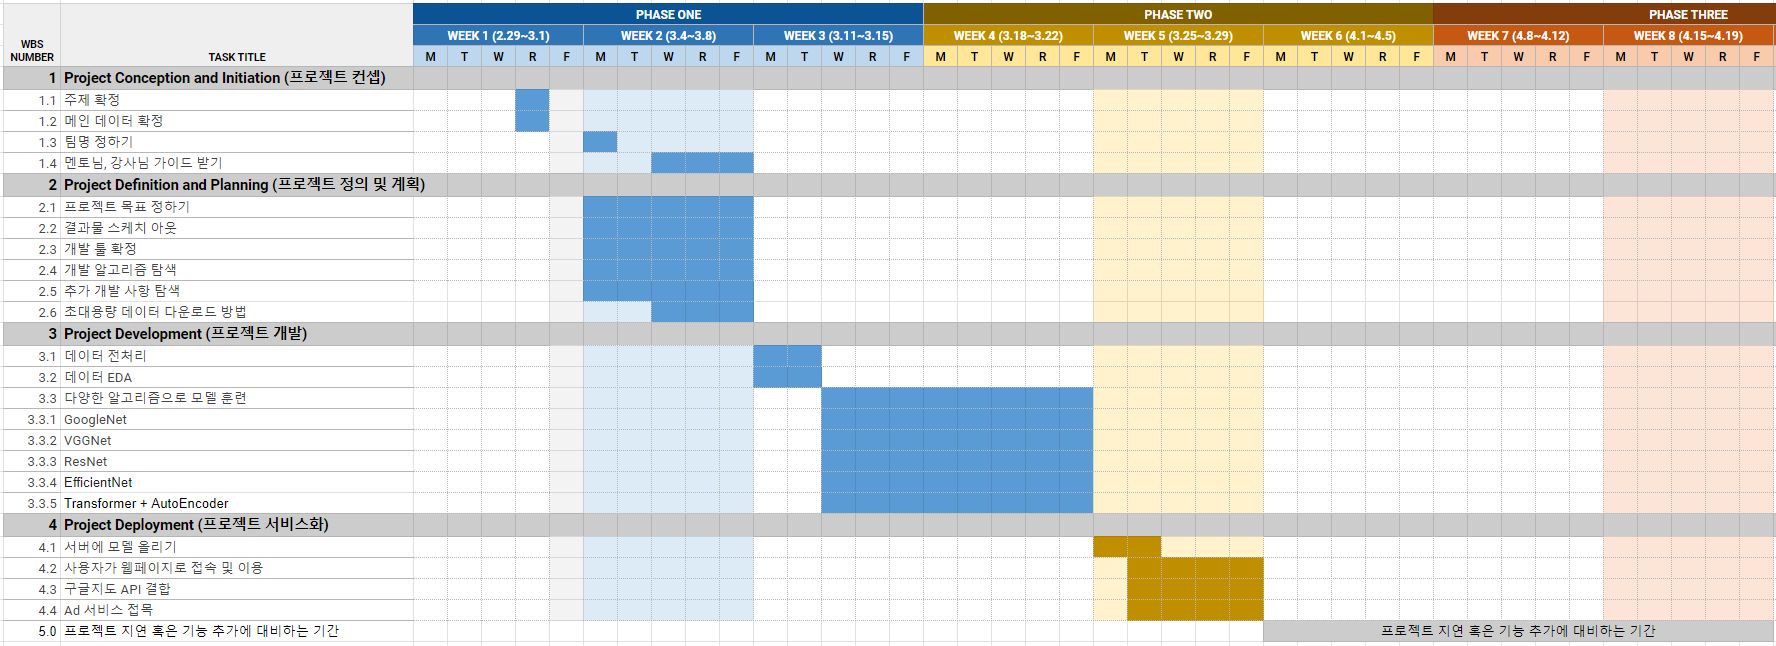 PHASE ONE PHASE TWO PHASE THREE
WBS NUMBER TASK TITLE WEEK 1 (2.29~3.1) WEEK 2 (3.4~3.8) WEEK 3 (3.11~3.15) WEEK 4 (3.18~3.22) WEEK 5 (3.25~3.29) WEEK 6 (4.1~4.5) WEEK 7 (4.8~4.12) WEEK 8 (4.15~4.19)
M T W R F M T W R F M T W R F M T W R F M T W R F M T W R F M T W R F M T W R F
1 Project Conception and Initiation (프로젝트 컨셉)
1.1 주제 확정
1.2 메인 데이터 확정
1.3 팀명 정하기
1.4 멘토님, 강사님 가이드 받기
2 Project Definition and Planning (프로젝트 정의 및 계획)
2.1 프로젝트 목표 정하기
2.2 결과물 스케치 아웃
2.3 개발 툴 확정
2.4 개발 알고리즘 탐색
2.5 추가 개발 사항 탐색
2.6 초대용량 데이터 다운로드 방법
3 Project Development (프로젝트 개발)
3.1 데이터 전처리
3.2 데이터 EDA
3.3 다양한 알고리즘으로 모델 훈련
3.3.1 GoogleNet
3.3.2 VGGNet
3.3.3 ResNet
3.3.4 EfficientNet
3.3.5 Transformer + AutoEncoder
4 Project Deployment (프로젝트 서비스화)
4.1 서버에 모델 올리기
4.2 사용자가 웹페이지로 접속 및 이용
4.3 구글지도 API 결합
4.4 Ad 서비스 접목
5.0 프로젝트 지연 혹은 기능 추가에 대비하는 기간 프로젝트 지연 혹은 기능 추가에 대비하는 기간